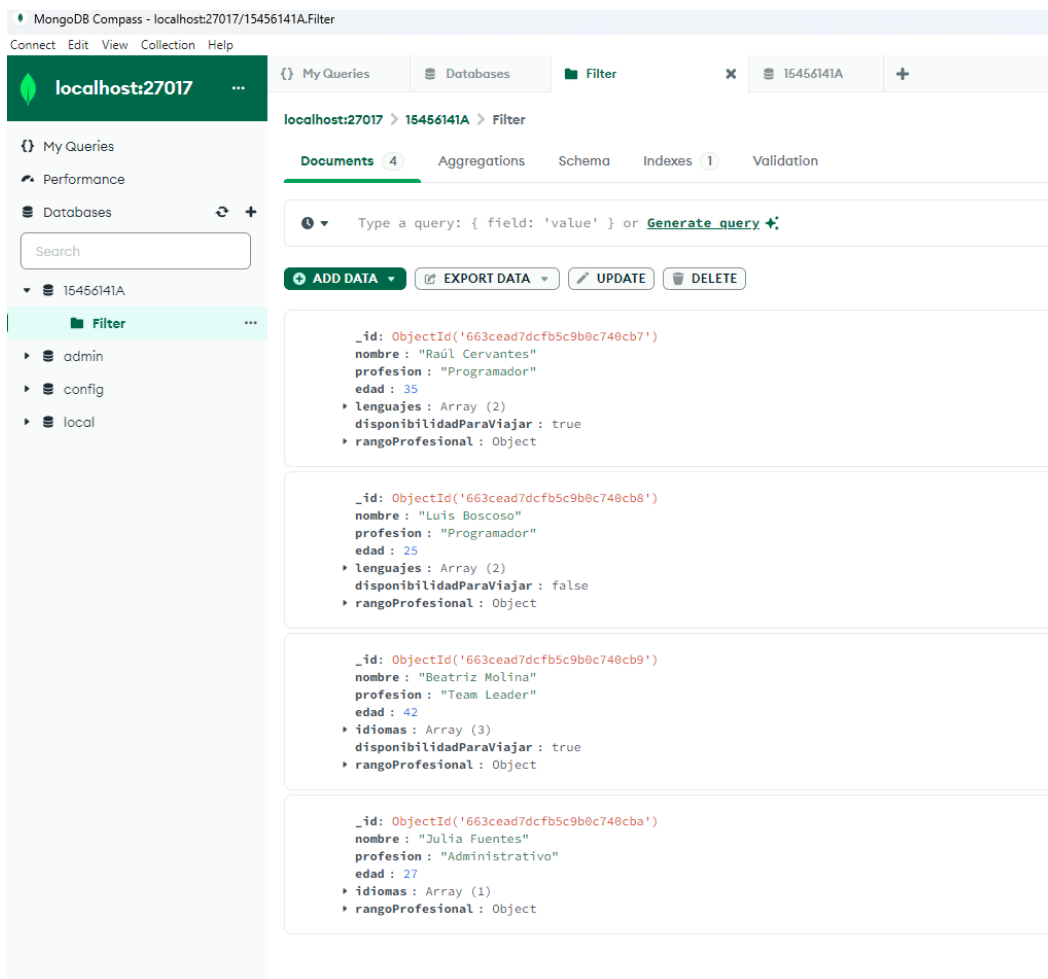 MongoDB Compass - localhost:27017/15456141A.Filter
Connect Edit View Collection Help
localhost:27017 ...
{} My Queries
Performance
Databases
Search
15456141A
Filter ...
admin
config
local
{} My Queries
Databases
Filter
15456141A
localhost:27017 > 15456141A > Filter
Documents 4
Aggregations
Schema
Indexes 1
Validation
Type a query: { field: 'value' } or Generate query
ADD DATA
EXPORT DATA
UPDATE
DELETE
_id: ObjectId('663cead7dcfb5c9b0c740cb7')
nombre : "Raúl Cervantes"
profesion : "Programador"
edad : 35
lenguajes : Array (2)
disponibilidadParaViajar : true
rangoProfesional : Object
_id: ObjectId('663cead7dcfb5c9b0c740cb8')
nombre : "Luis Boscoso"
profesion : "Programador"
edad : 25
lenguajes : Array (2)
disponibilidadParaViajar : false
rangoProfesional : Object
_id: ObjectId('663cead7dcfb5c9b0c740cb9')
nombre : "Beatriz Molina"
profesion : "Team Leader"
edad : 42
idiomas : Array (3)
disponibilidadParaViajar : true
rangoProfesional : Object
_id: ObjectId('663cead7dcfb5c9b0c740cba')
nombre : "Julia Fuentes"
profesion : "Administrativo"
edad : 27
idiomas : Array (1)
rangoProfesional : Object